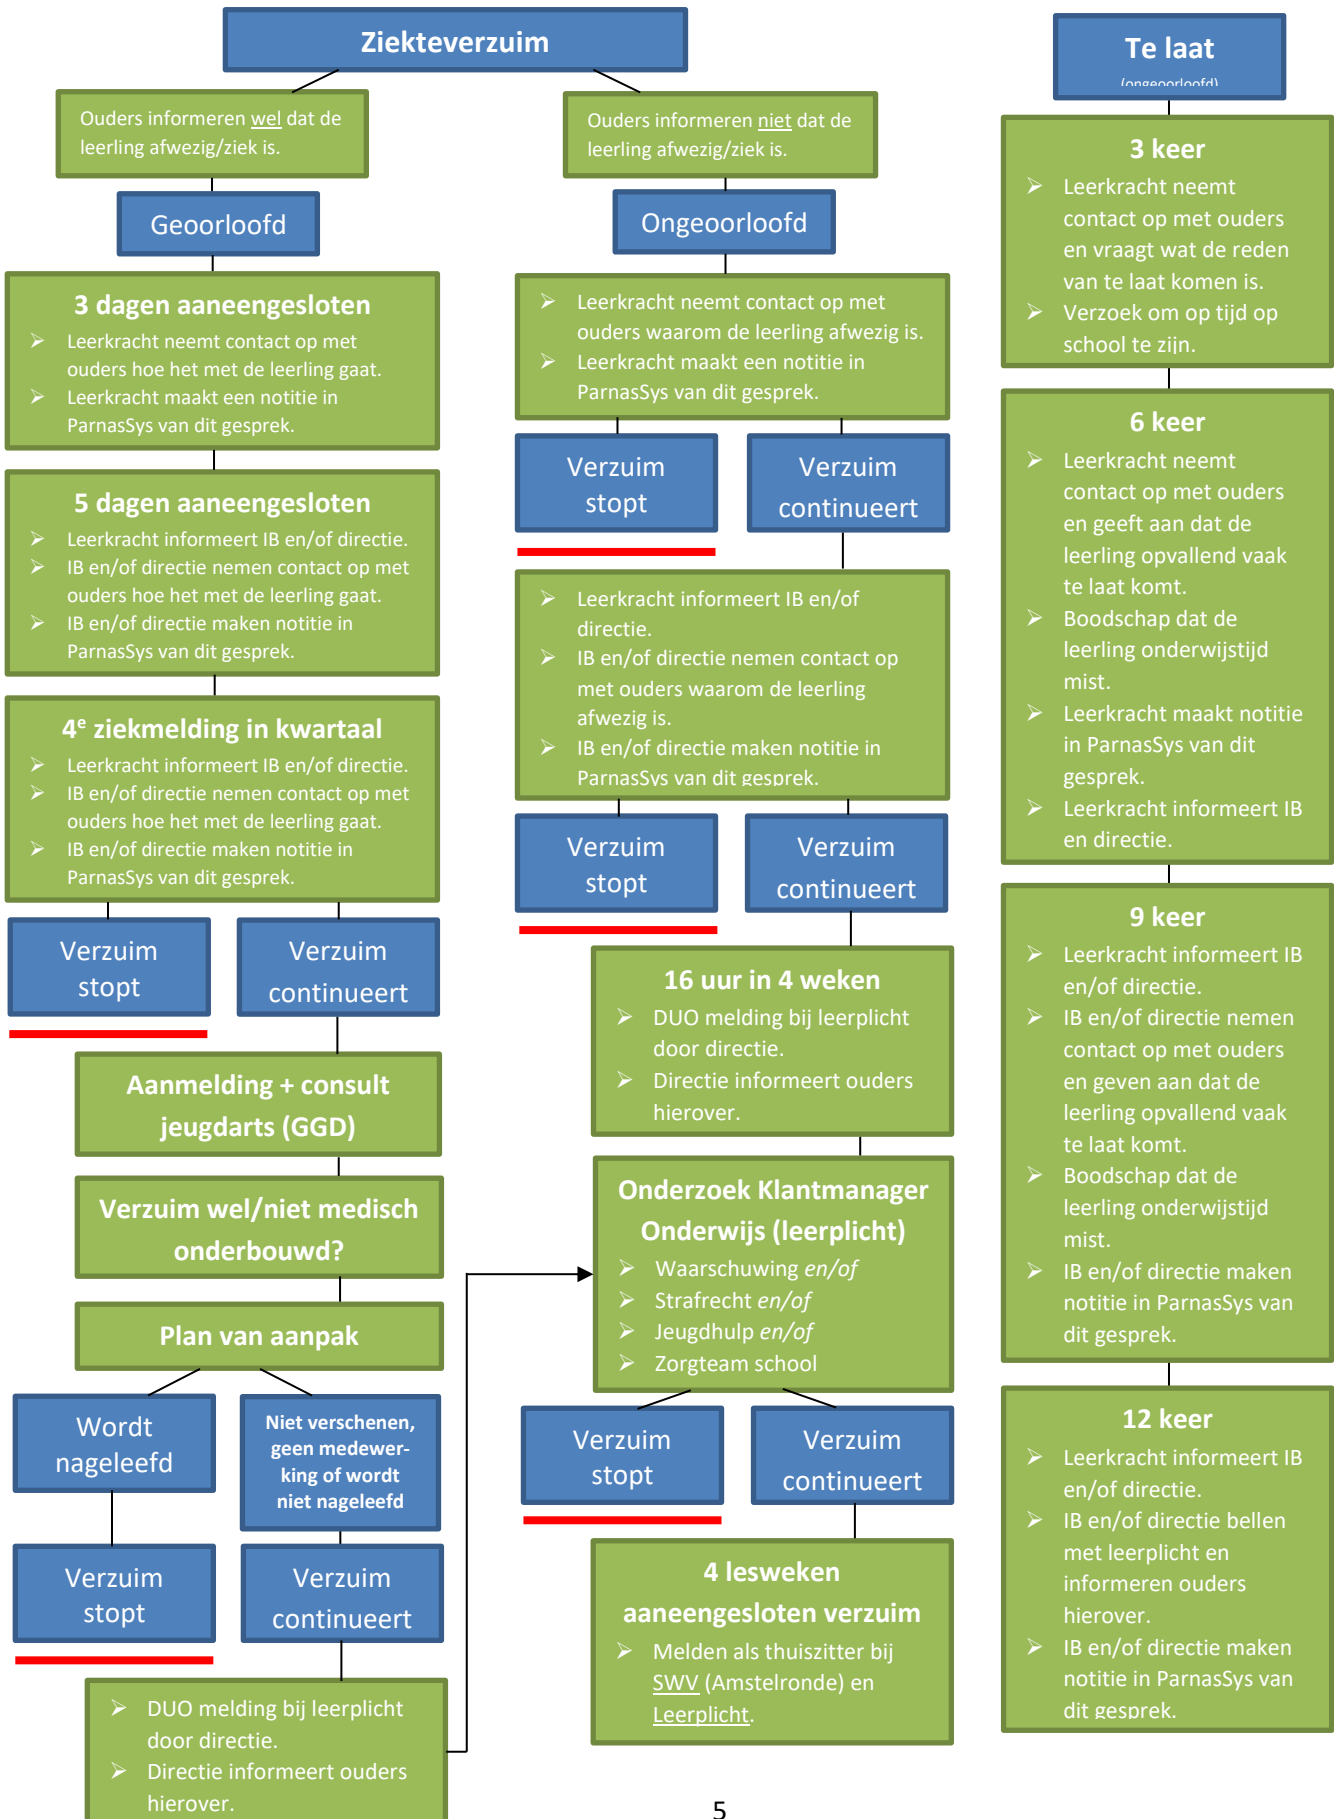 Ziekteverzuim
Ouders informeren wel dat de
leerling afwezig/ziek is.
Geoorloofd
3 dagen aaneengesloten
➢ Leerkracht neemt contact op met
ouders hoe het met de leerling gaat.
➢ Leerkracht maakt een notitie in
ParnasSys van dit gesprek.
5 dagen aaneengesloten
➢ Leerkracht informeert IB en/of directie.
➢ IB en/of directie nemen contact op met
ouders hoe het met de leerling gaat.
➢ IB en/of directie maken notitie in
ParnasSys van dit gesprek.
4e ziekmelding in kwartaal
➢ Leerkracht informeert IB en/of directie.
➢ IB en/of directie nemen contact op met
ouders hoe het met de leerling gaat.
➢ IB en/of directie maken notitie in
ParnasSys van dit gesprek.
Verzuim
stopt
Verzuim
continueert
Aanmelding + consult
jeugdarts (GGD)
Verzuim wel/niet medisch
onderbouwd?
Plan van aanpak
Wordt
nageleefd
Niet verschenen,
geen medewer-
king of wordt
niet nageleefd
Verzuim
stopt
Verzuim
continueert
➢ DUO melding bij leerplicht
door directie.
➢ Directie informeert ouders
hierover.
Ouders informeren niet dat de
leerling afwezig/ziek is.
Ongeoorloofd
➢ Leerkracht neemt contact op met
ouders waarom de leerling afwezig is.
➢ Leerkracht maakt een notitie in
ParnasSys van dit gesprek.
Verzuim
stopt
Verzuim
continueert
➢ Leerkracht informeert IB en/of
directie.
➢ IB en/of directie nemen contact op
met ouders waarom de leerling
afwezig is.
➢ IB en/of directie maken notitie in
ParnasSys van dit gesprek.
Verzuim
stopt
Verzuim
continueert
16 uur in 4 weken
➢ DUO melding bij leerplicht
door directie.
➢ Directie informeert ouders
hierover.
Onderzoek Klantmanager
Onderwijs (leerplicht)
➢ Waarschuwing en/of
➢ Strafrecht en/of
➢ Jeugdhulp en/of
➢ Zorgteam school
Verzuim
stopt
Verzuim
continueert
4 lesweken
aaneengesloten verzuim
➢ Melden als thuiszitter bij
SWV (Amstelronde) en
Leerplicht.
Te laat
(ongeoorloofd)
3 keer
➢ Leerkracht neemt
contact op met ouders
en vraagt wat de reden
van te laat komen is.
➢ Verzoek om op tijd op
school te zijn.
6 keer
➢ Leerkracht neemt
contact op met ouders
en geeft aan dat de
leerling opvallend vaak
te laat komt.
➢ Boodschap dat de
leerling onderwijstijd
mist.
➢ Leerkracht maakt notitie
in ParnasSys van dit
gesprek.
➢ Leerkracht informeert IB
en directie.
9 keer
➢ Leerkracht informeert IB
en/of directie.
➢ IB en/of directie nemen
contact op met ouders
en geven aan dat de
leerling opvallend vaak
te laat komt.
➢ Boodschap dat de
leerling onderwijstijd
mist.
➢ IB en/of directie maken
notitie in ParnasSys van
dit gesprek.
12 keer
➢ Leerkracht informeert IB
en/of directie.
➢ IB en/of directie bellen
met leerplicht en
informeren ouders
hierover.
➢ IB en/of directie maken
notitie in ParnasSys van
dit gesprek.
5